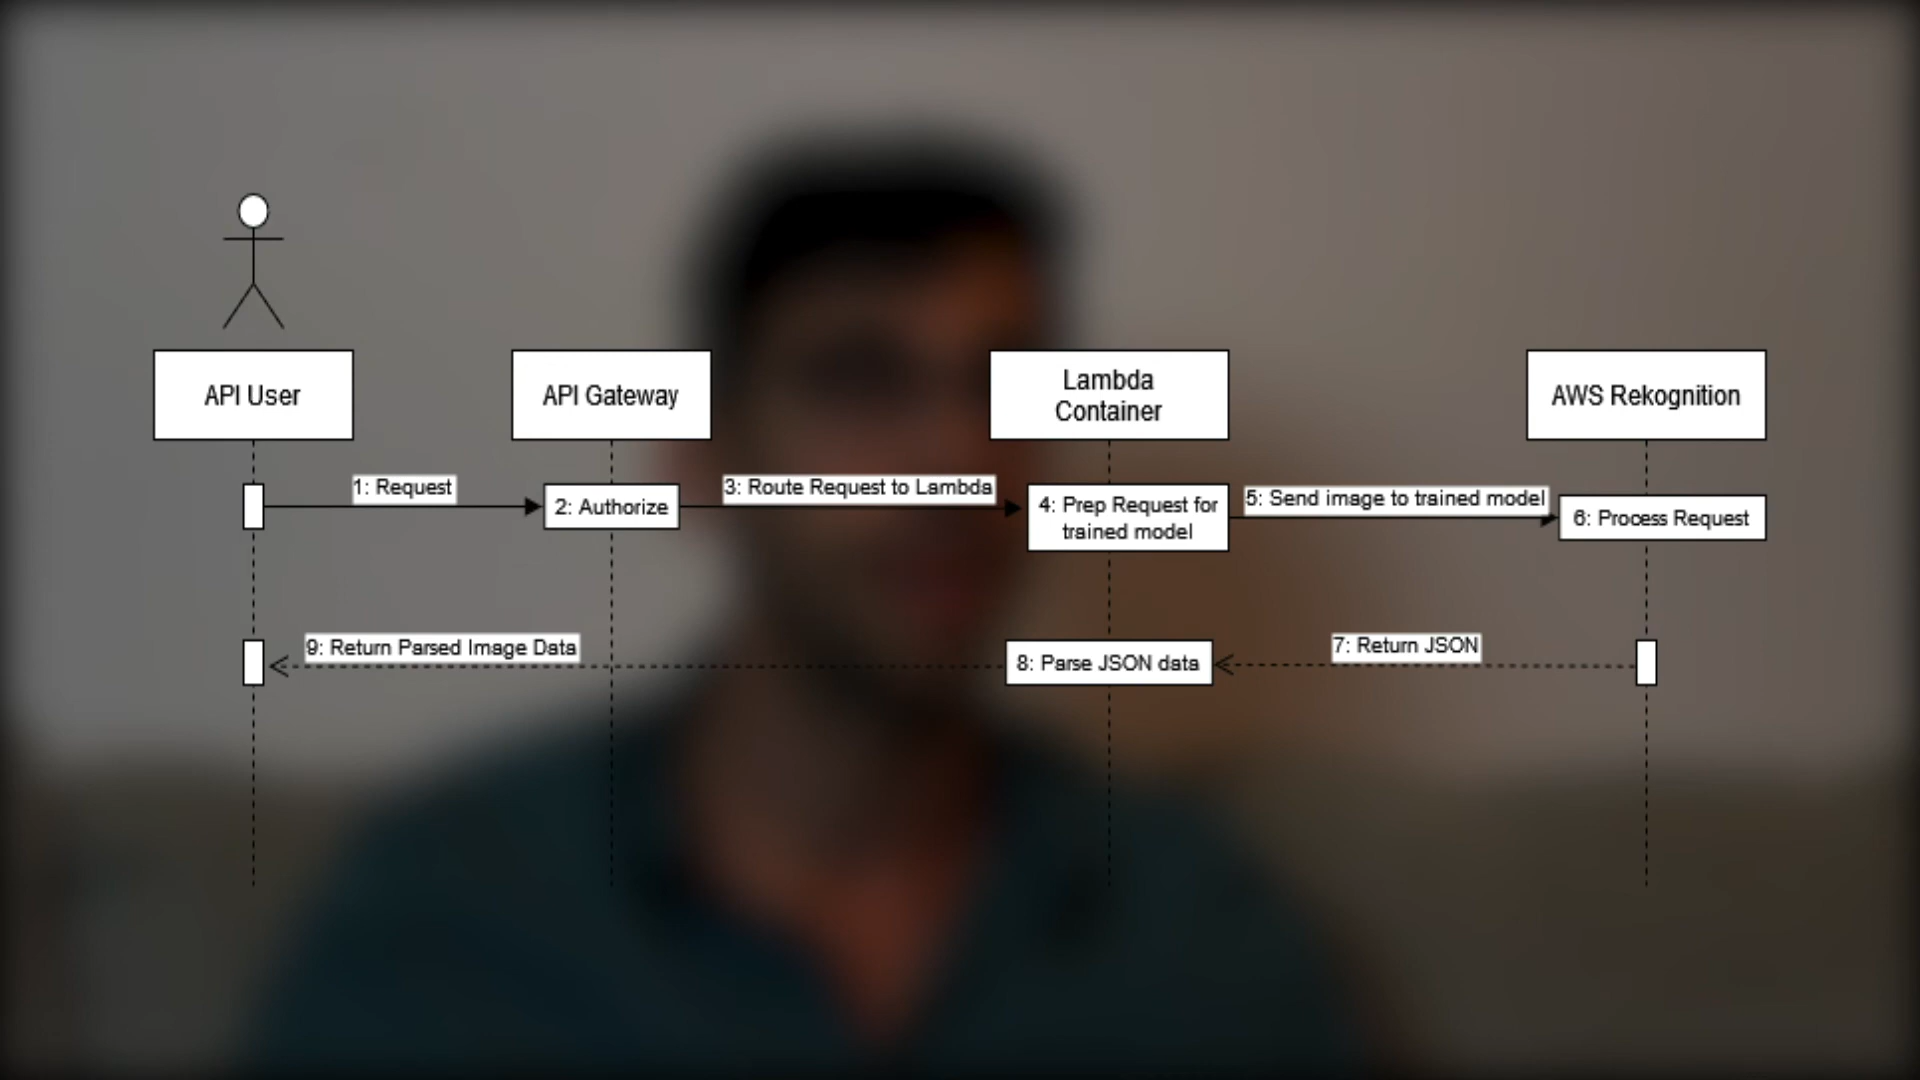 API User
API Gateway
Lambda
Container
AWS Rekognition
1: Request
2: Authorize
3: Route Request to Lambda
4: Prep Request for
trained model
5: Send image to trained model
6: Process Request
9: Return Parsed Image Data
8: Parse JSON data
7: Return JSON